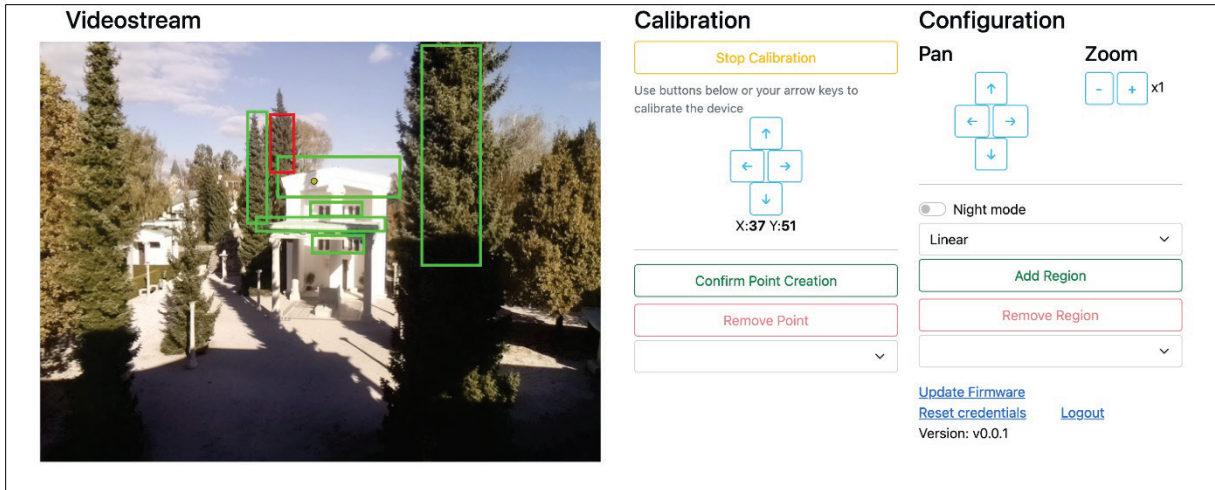 Videostream
Calibration
Stop Calibration
Use buttons below or your arrow keys to
calibrate the device
X:37 Y:51
Confirm Point Creation
Remove Point
Configuration
Pan
Zoom
- + x1
Night mode
Linear
Add Region
Remove Region
Update Firmware
Reset credentials Logout
Version: v0.0.1